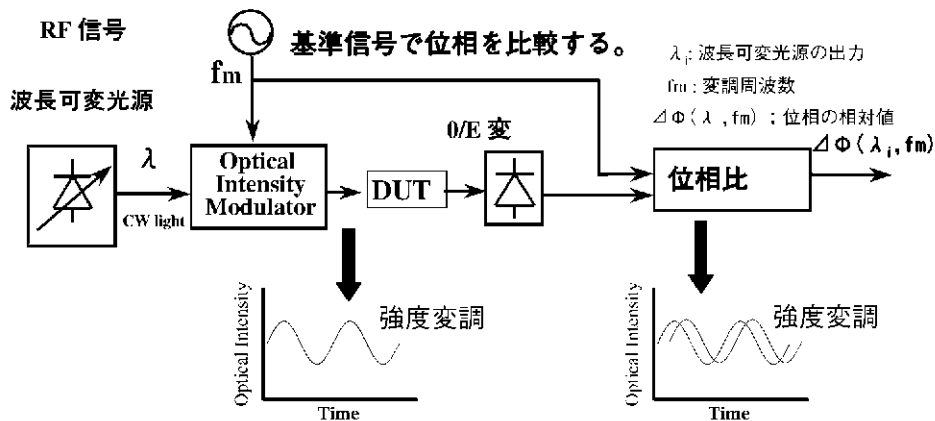 RF 信号
基準信号で位相を比較する。
fm
λi: 波長可変光源の出力
fm : 変調周波数
⊿Φ(λ,fm) ; 位相の相対値
波長可変光源
λ
CW light
Optical
Intensity
Modulator
DUT
0/E 変
位相比
⊿Φ(λi,fm)
Optical Intensity
強度変調
Time
Optical Intensity
強度変調
Time